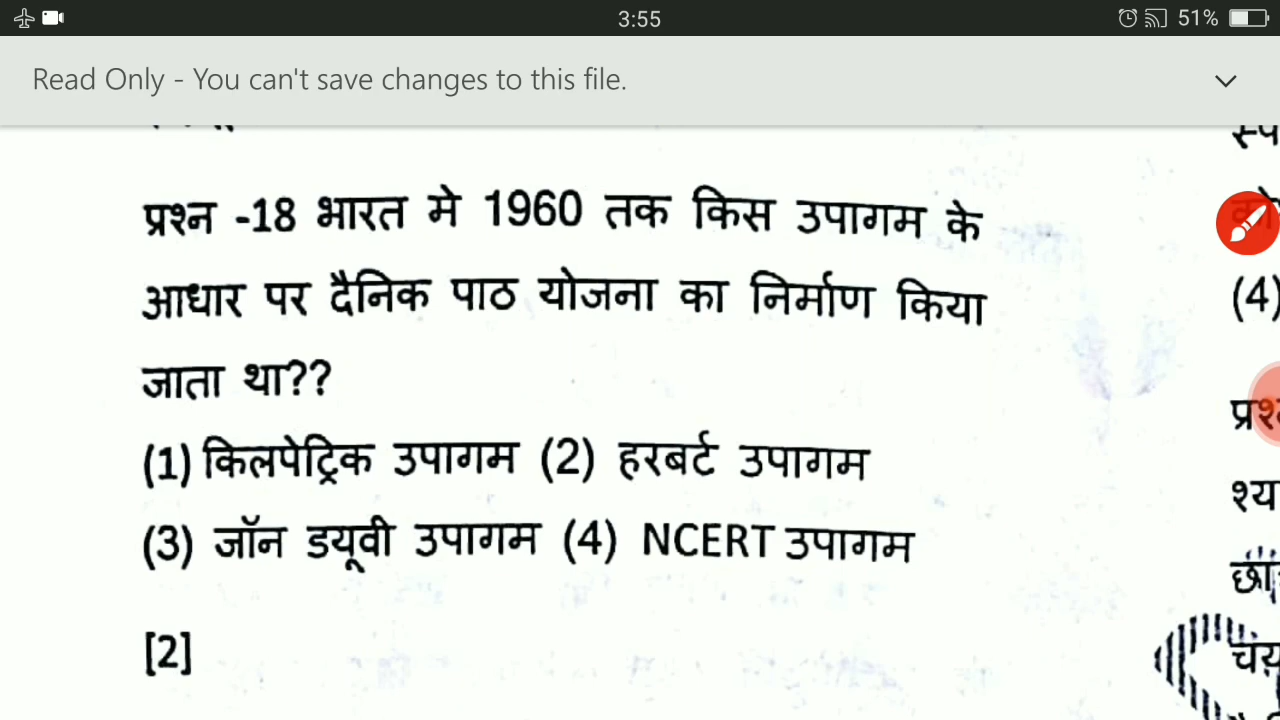 3:55
51%
Read Only - You can't save changes to this file.
प्रश्न -18 भारत मे 1960 तक किस उपागम के
आधार पर दैनिक पाठ योजना का निर्माण किया
जाता था??
(1) किलपेट्रिक उपागम (2) हरबर्ट उपागम
(3) जॉन डयूवी उपागम (4) NCERT उपागम
[2]
(4)